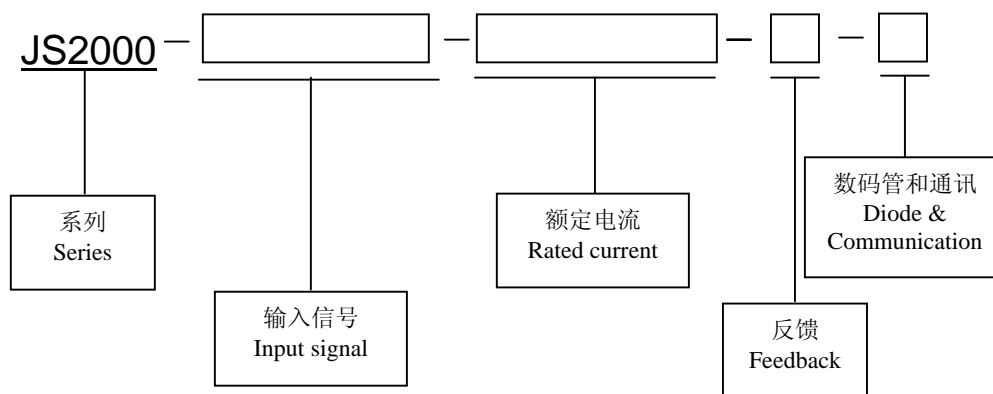 JS2000
系列
Series
输入信号
Input signal
额定电流
Rated current
反馈
Feedback
数码管和通讯
Diode &
Communication